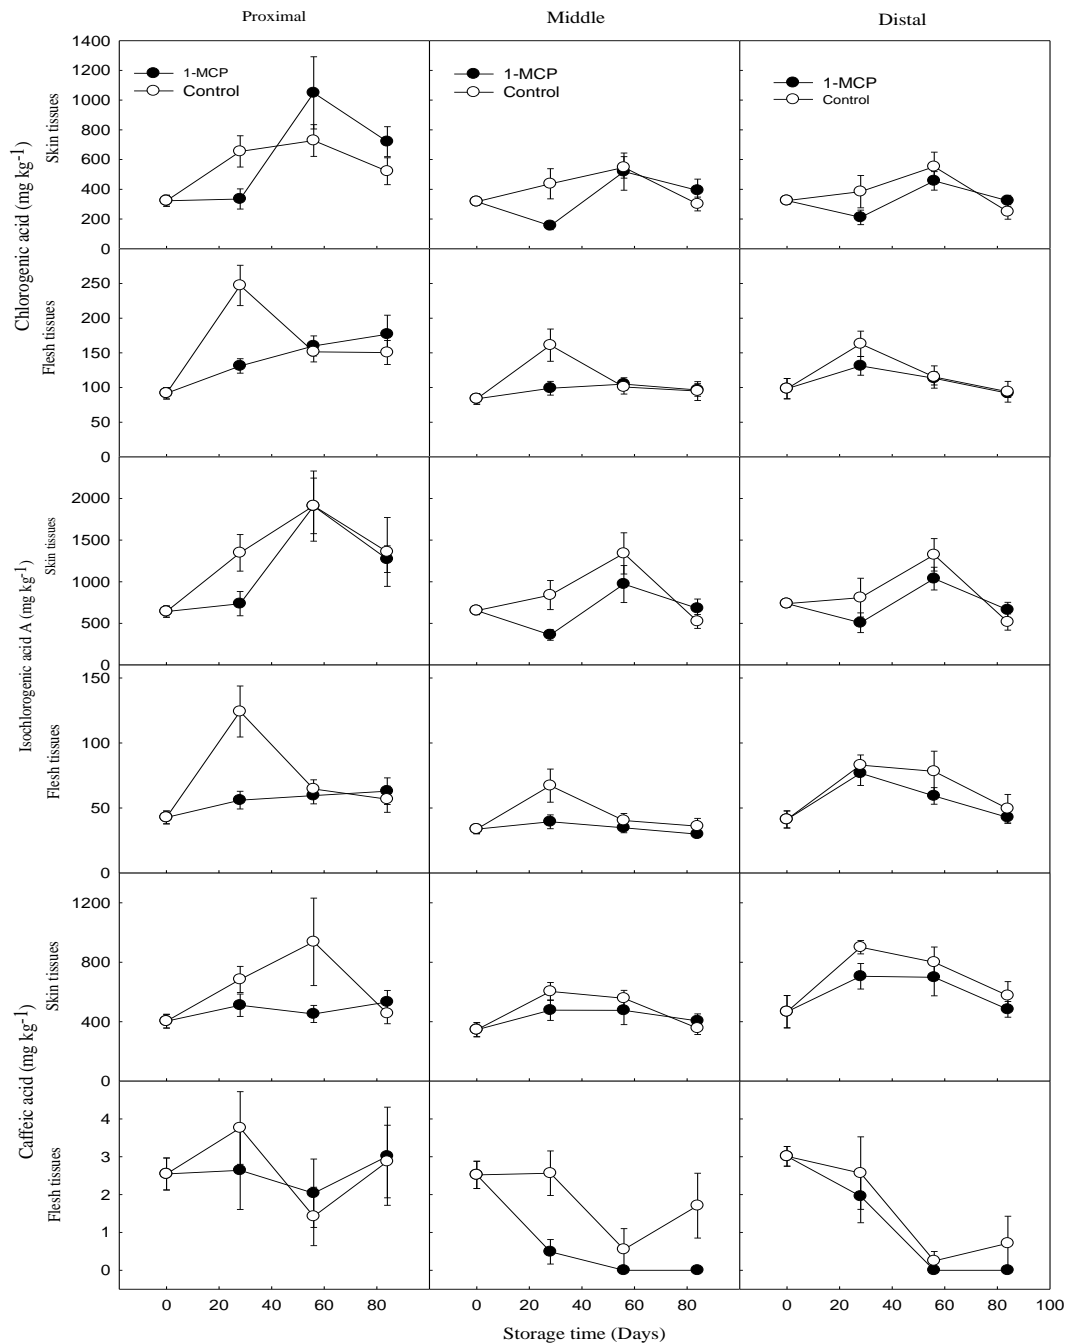 Proximal Middle Distal
Chlorogenic acid (mg kg-1)
Skin tissues
1400
1200
1000
800
600
400
200
0
1-MCP
Control
1-MCP
Control
1-MCP
Control
Flesh tissues
250
200
150
100
50
0
Isochlorogenic acid A (mg kg-1)
Skin tissues
2000
1500
1000
500
0
Flesh tissues
150
100
50
0
Caffeic acid (mg kg-1)
Skin tissues
1200
800
400
0
Flesh tissues
4
3
2
1
0
0 20 40 60 80 0 20 40 60 80 0 20 40 60 80 100
Storage time (Days)